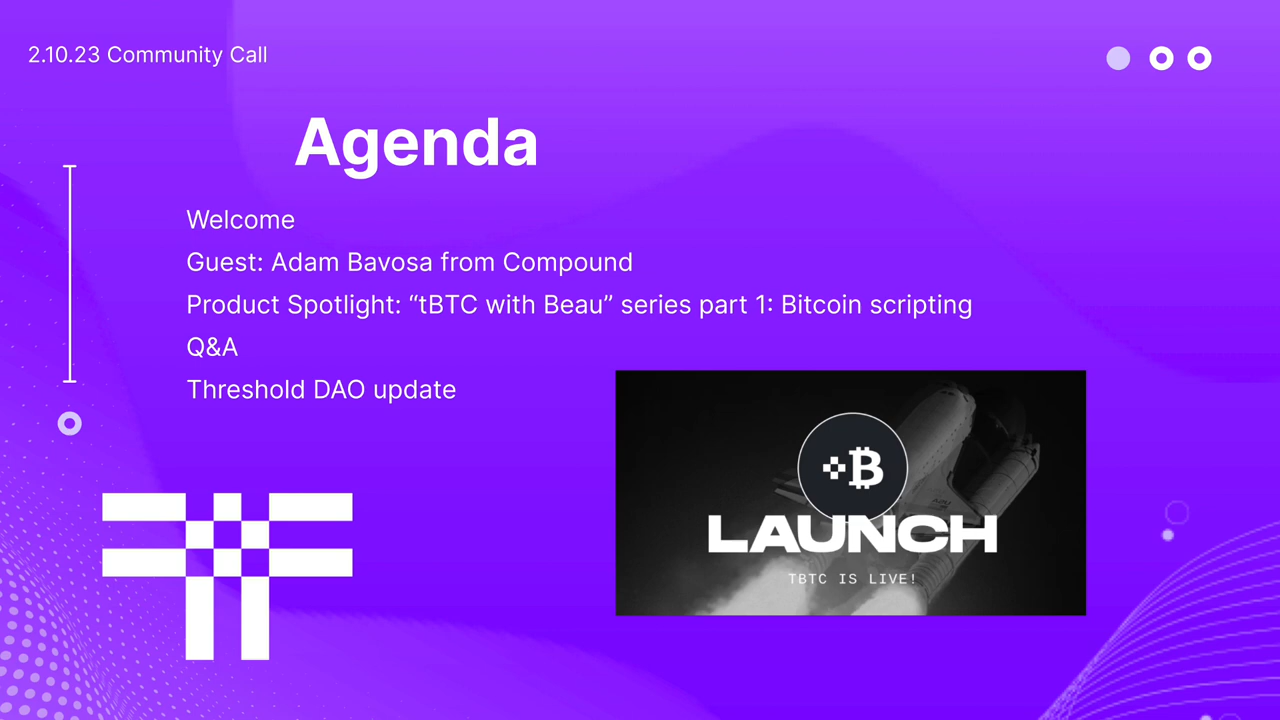 2.10.23 Community Call
Agenda
Welcome
Guest: Adam Bavosa from Compound
Product Spotlight: “tBTC with Beau” series part 1: Bitcoin scripting
Q&A
Threshold DAO update
LAUNCH
TBTC IS LIVE!